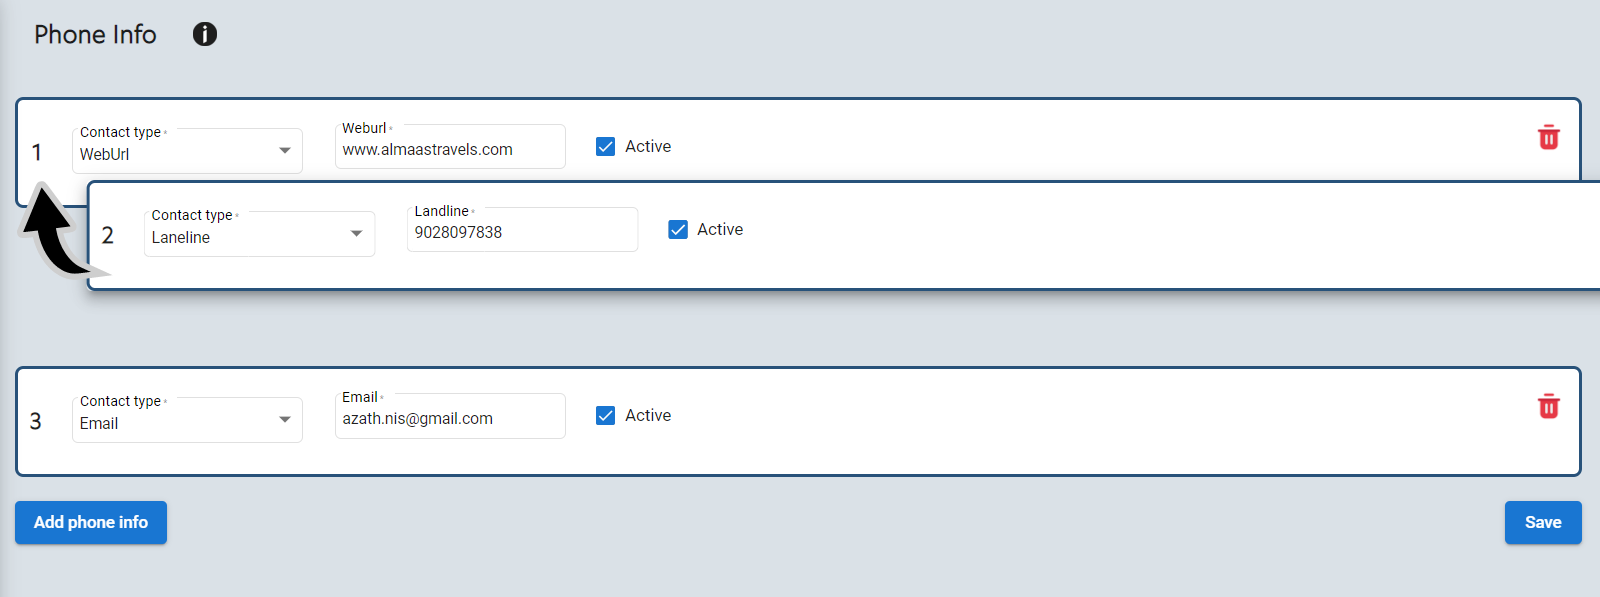 Phone Info i
1
Contact type *
WebUrl
Weburl *
www.almaastravels.com
Active
2
Contact type *
Laneline
Landline *
9028097838
Active
3
Contact type *
Email
Email *
azath.nis@gmail.com
Active
Add phone info
Save